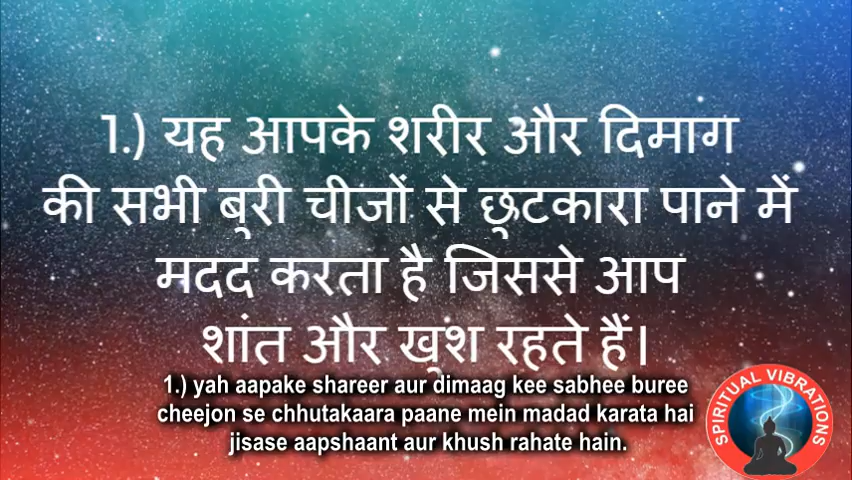 1.) यह आपके शरीर और दिमाग
की सभी बुरी चीजों से छुटकारा पाने में
मदद करता है जिससे आप
शांत और खुश रहते हैं।
1.) yah aapake shareer aur dimaag kee sabhee buree
cheejon se chhutakaara paane mein madad karata hai
jisase aapshaant aur khush rahate hain.
SPIRITUAL VIBRATIONS